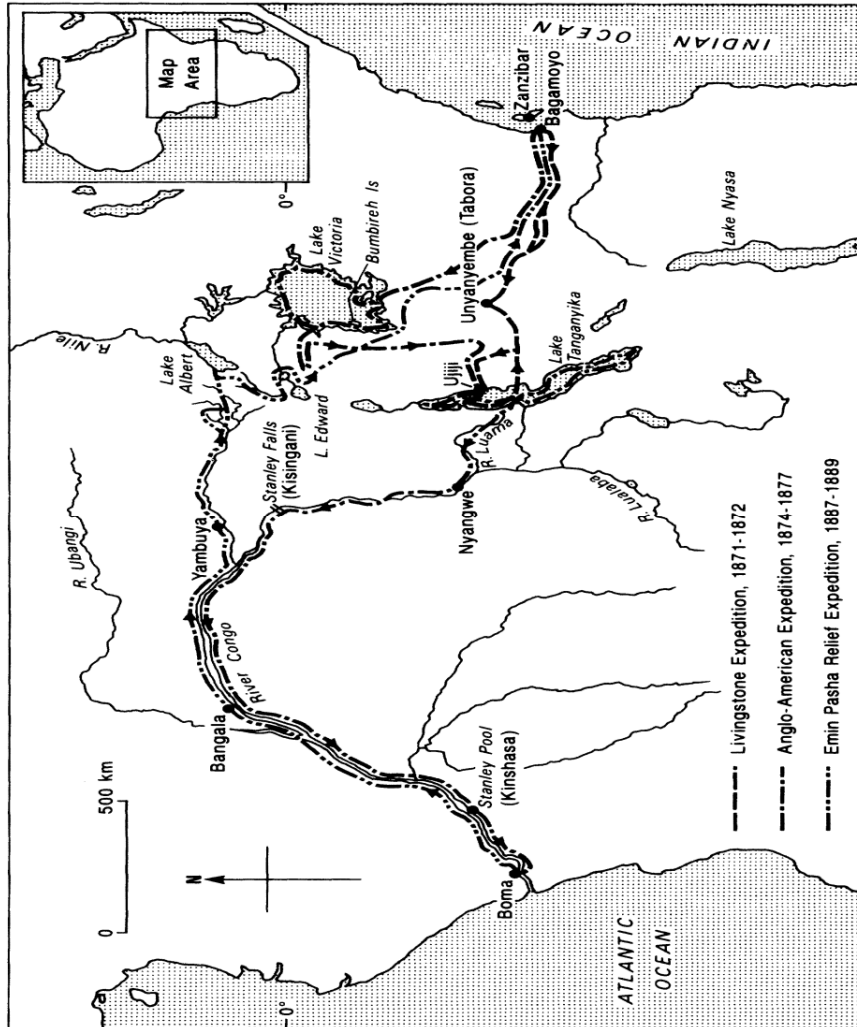 Map
Area
0°
INDIAN
OCEAN
Zanzibar
Bagamoyo
R. Nile
Lake
Albert
Lake
Victoria
Bumbireh Is
L. Edward
Unyanyembe (Tabora)
Ujiji
Lake
Tanganyika
Lake Nyasa
R. Ubangi
Yambuya
Stanley Falls
(Kisingani)
R. Luama
Nyangwe
R. Lualaba
Bangala
River Congo
Stanley Pool
(Kinshasa)
Boma
N
0
500 km
0°
ATLANTIC
OCEAN
Livingstone Expedition, 1871-1872
Anglo-American Expedition, 1874-1877
Emin Pasha Relief Expedition, 1887-1889